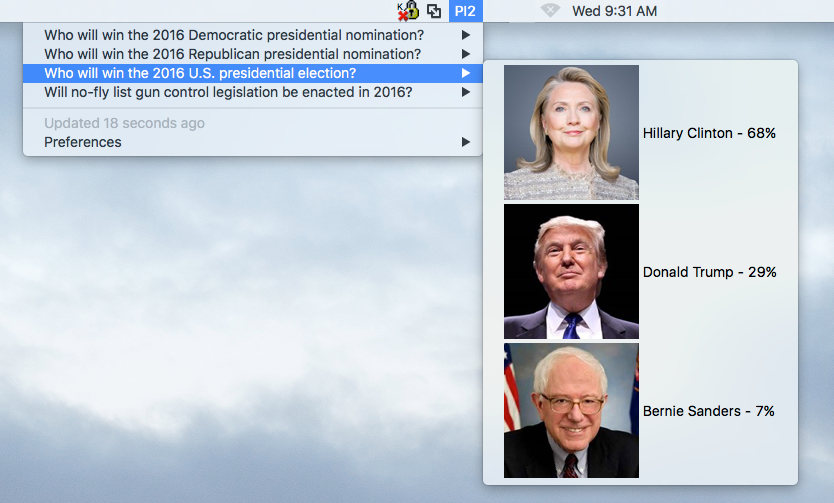 K
PI2
Wed 9:31 AM
Who will win the 2016 Democratic presidential nomination?
Who will win the 2016 Republican presidential nomination?
Who will win the 2016 U.S. presidential election?
Will no-fly list gun control legislation be enacted in 2016?
Updated 18 seconds ago
Preferences
Hillary Clinton - 68%
Donald Trump - 29%
Bernie Sanders - 7%